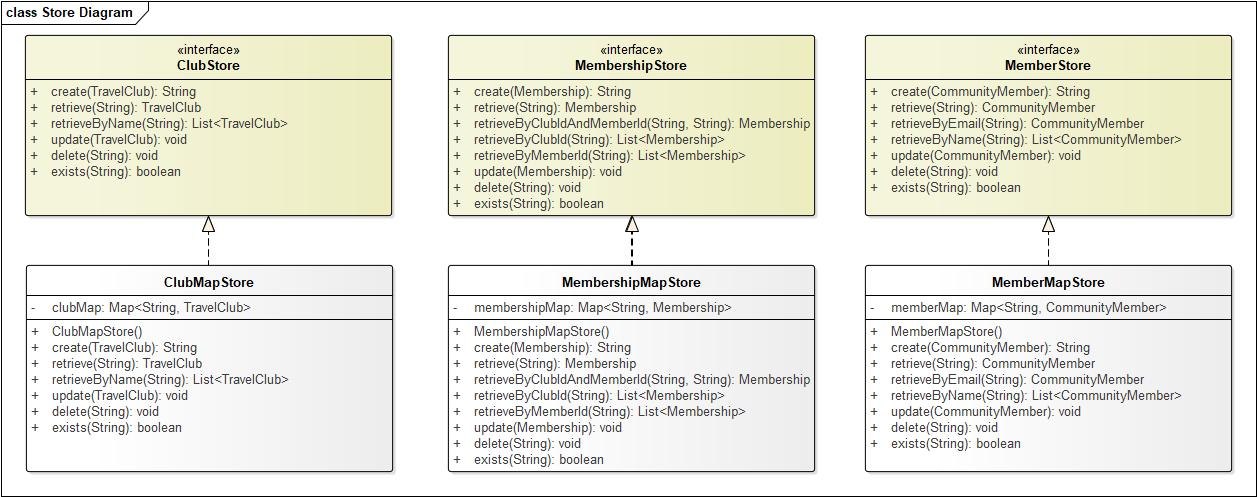 class Store Diagram
«interface»
ClubStore
+ create(TravelClub): String
+ retrieve(String): TravelClub
+ retrieveByName(String): List<TravelClub>
+ update(TravelClub): void
+ delete(String): void
+ exists(String): boolean
«interface»
MembershipStore
+ create(Membership): String
+ retrieve(String): Membership
+ retrieveByClubIdAndMemberId(String, String): Membership
+ retrieveByClubId(String): List<Membership>
+ retrieveByMemberId(String): List<Membership>
+ update(Membership): void
+ delete(String): void
+ exists(String): boolean
«interface»
MemberStore
+ create(CommunityMember): String
+ retrieve(String): CommunityMember
+ retrieveByEmail(String): CommunityMember
+ retrieveByName(String): List<CommunityMember>
+ update(CommunityMember): void
+ delete(String): void
+ exists(String): boolean
ClubMapStore
- clubMap: Map<String, TravelClub>
+ ClubMapStore()
+ create(TravelClub): String
+ retrieve(String): TravelClub
+ retrieveByName(String): List<TravelClub>
+ update(TravelClub): void
+ delete(String): void
+ exists(String): boolean
MembershipMapStore
- membershipMap: Map<String, Membership>
+ MembershipMapStore()
+ create(Membership): String
+ retrieve(String): Membership
+ retrieveByClubIdAndMemberId(String, String): Membership
+ retrieveByClubId(String): List<Membership>
+ retrieveByMemberId(String): List<Membership>
+ update(Membership): void
+ delete(String): void
+ exists(String): boolean
MemberMapStore
- memberMap: Map<String, CommunityMember>
+ MemberMapStore()
+ create(CommunityMember): String
+ retrieve(String): CommunityMember
+ retrieveByEmail(String): CommunityMember
+ retrieveByName(String): List<CommunityMember>
+ update(CommunityMember): void
+ delete(String): void
+ exists(String): boolean